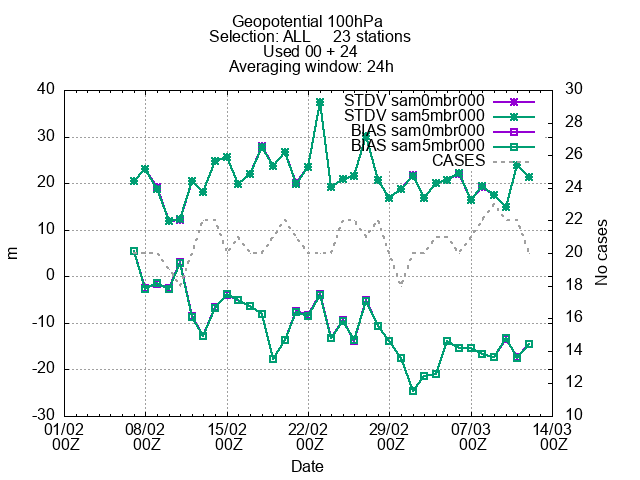 Geopotential 100hPa
Selection: ALL     23 stations
Used 00 + 24
Averaging window: 24h
40 30
STDV sam0mbr000
STDV sam5mbr000
BIAS sam0mbr000
BIAS sam5mbr000
CASES
30 28
20 26
10 24
0 22
-10 20
-20 18
-30 16
14
12
10
m
No cases
01/02 08/02 15/02 22/02 29/02 07/03 14/03
00Z 00Z 00Z 00Z 00Z 00Z 00Z
Date